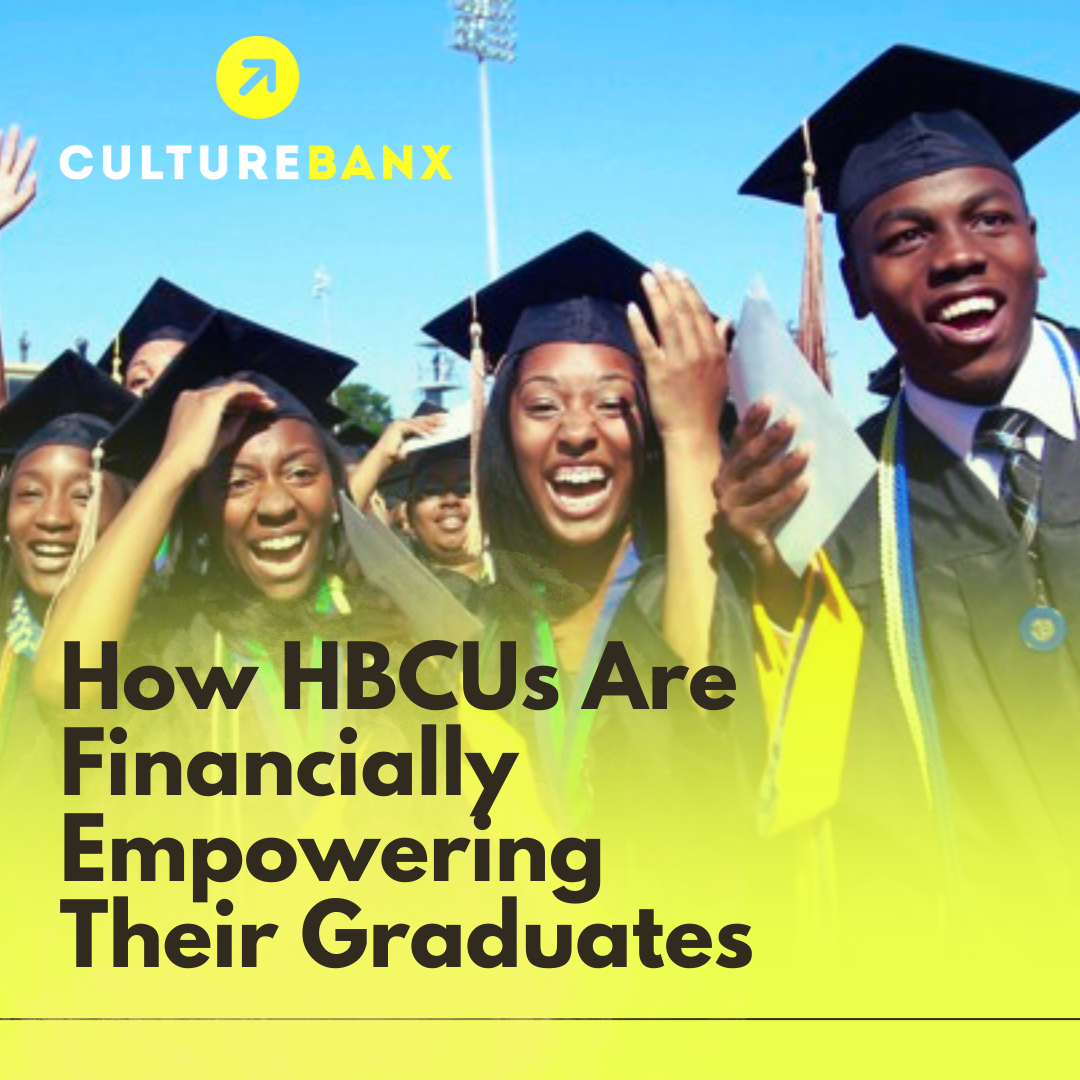 CULTUREBANX
How HBCUs Are
Financially
Empowering
Their Graduates